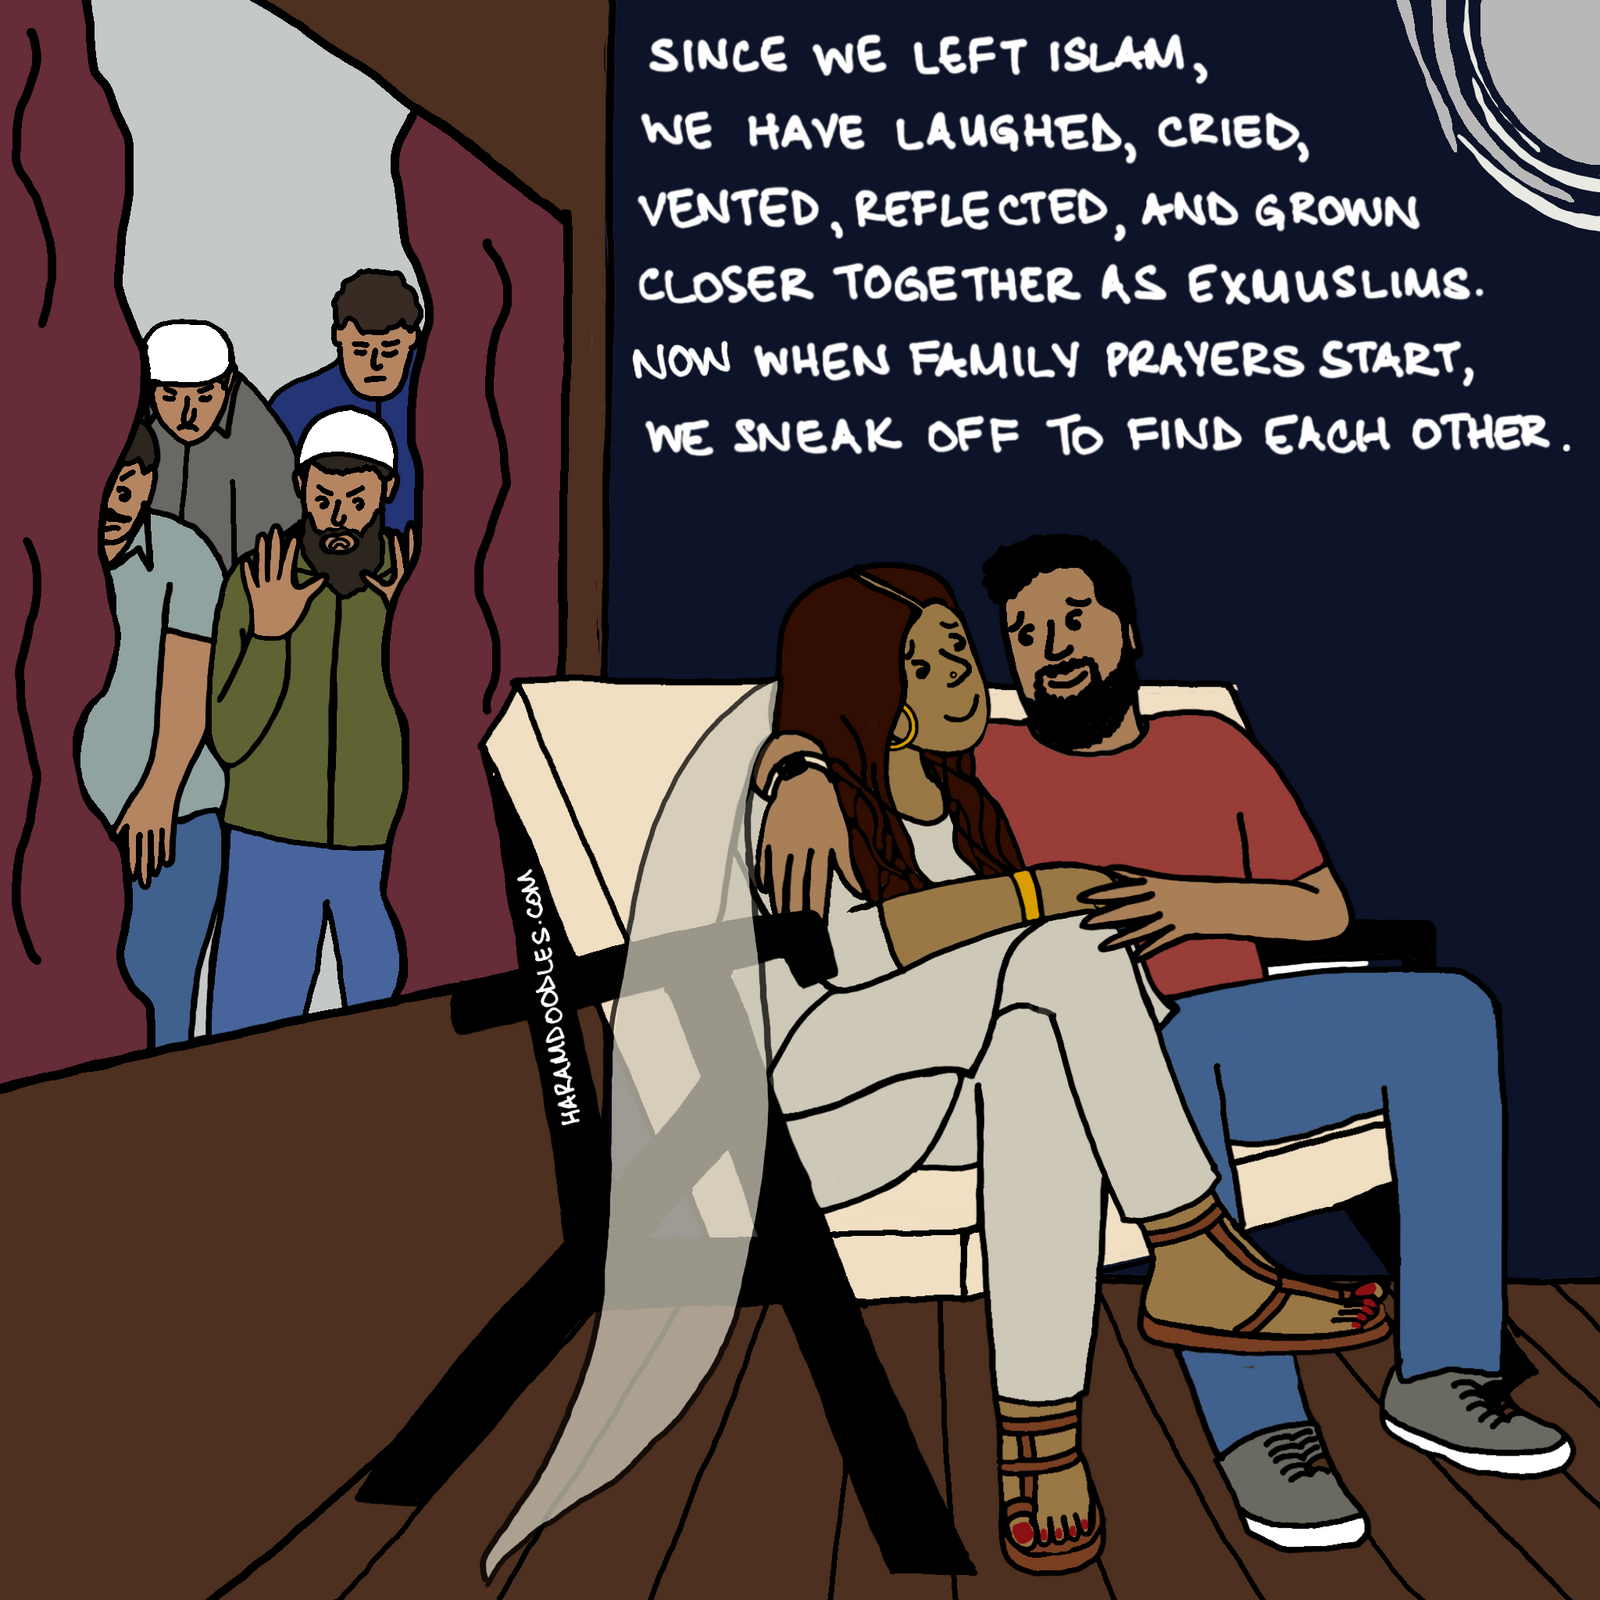 SINCE WE LEFT ISLAM,
WE HAVE LAUGHED, CRIED,
VENTED, REFLECTED, AND GROWN
CLOSER TOGETHER AS EXMUSLIMS.
NOW WHEN FAMILY PRAYERS START,
WE SNEAK OFF TO FIND EACH OTHER.
HARAMDOODLES.COM